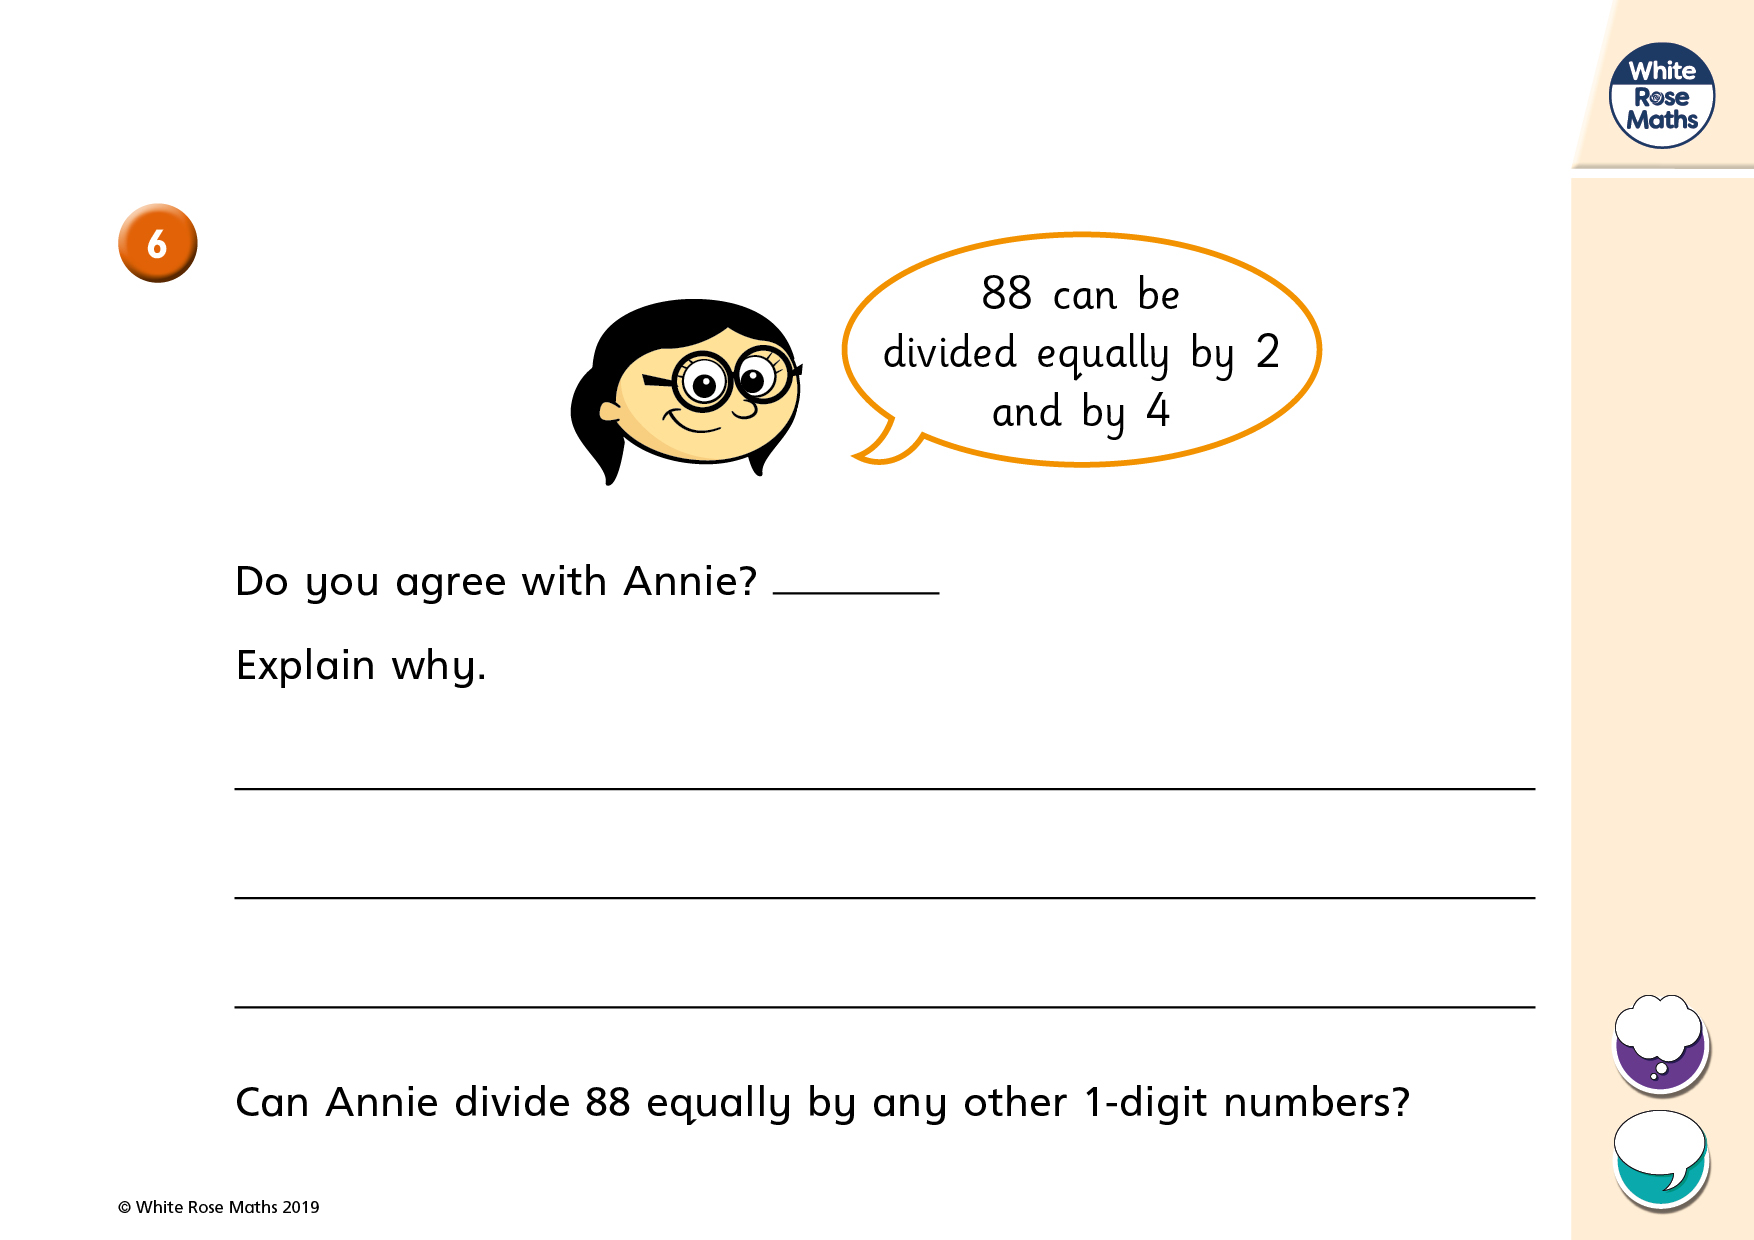 White
Rose
Maths
6
88 can be
divided equally by 2
and by 4
Do you agree with Annie?
Explain why.
Can Annie divide 88 equally by any other 1-digit numbers?
© White Rose Maths 2019